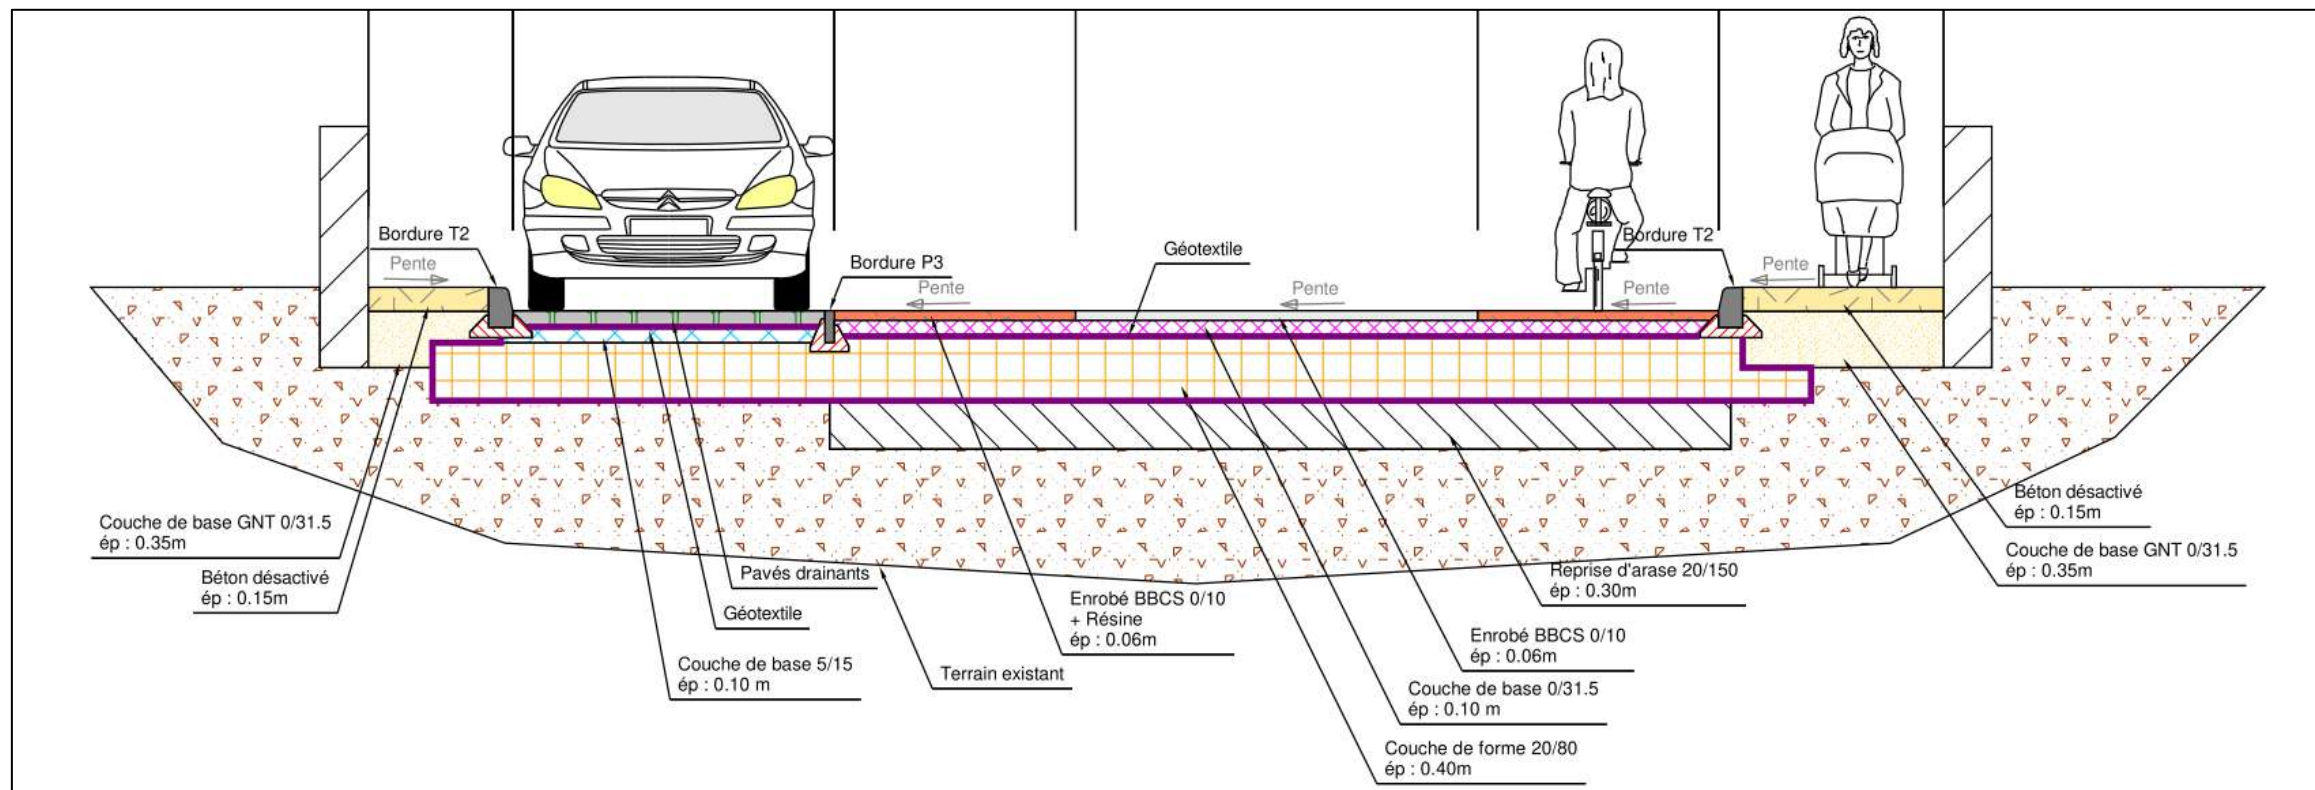 Bordure T2
Pente
Bordure P3
Pente
Géotextile
Pente
Bordure T2
Pente
Pente
Couche de base GNT 0/31.5
ép : 0.35m
Béton désactivé
ép : 0.15m
Pavés drainants
Géotextile
Couche de base 5/15
ép : 0.10 m
Terrain existant
Enrobé BBCS 0/10
+ Résine
ép : 0.06m
Reprise d'arase 20/150
ép : 0.30m
Enrobé BBCS 0/10
ép : 0.06m
Couche de base 0/31.5
ép : 0.10 m
Couche de forme 20/80
ép : 0.40m
Béton désactivé
ép : 0.15m
Couche de base GNT 0/31.5
ép : 0.35m